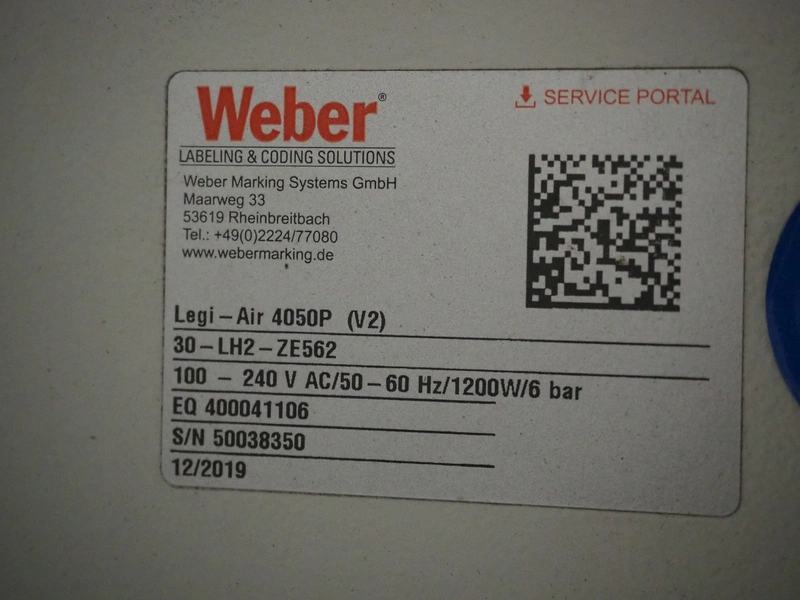 Weber®
LABELING & CODING SOLUTIONS
Weber Marking Systems GmbH
Maarweg 33
53619 Rheinbreitbach
Tel.: +49(0)2224/77080
www.webermarking.de
SERVICE PORTAL
Legi-Air 4050P (V2)
30-LH2-ZE562
100 - 240 V AC/50-60 Hz/1200W/6 bar
EQ 400041106
S/N 50038350
12/2019